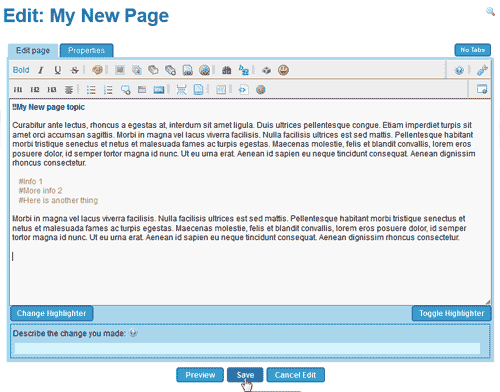 Edit: My New Page
Edit page Properties No Tabs
Bold I U S
H1 H2 H3
!!My New page topic
Curabitur ante lectus, rhoncus a egestas at, interdum sit amet ligula. Duis ultrices pellentesque congue. Etiam imperdiet turpis sit
amet orci accumsan sagittis. Morbi in magna vel lacus viverra facilisis. Nulla facilisis ultrices est sed mattis. Pellentesque habitant
morbi tristique senectus et netus et malesuada fames ac turpis egestas. Maecenas molestie, felis et blandit convallis, lorem eros
posuere dolor, id semper tortor magna id nunc. Ut eu urna erat. Aenean id sapien eu neque tincidunt consequat. Aenean dignissim
rhoncus consectetur.
#Info 1
#More info 2
#Here is another thing
Morbi in magna vel lacus viverra facilisis. Nulla facilisis ultrices est sed mattis. Pellentesque habitant morbi tristique senectus et
netus et malesuada fames ac turpis egestas. Maecenas molestie, felis et blandit convallis, lorem eros posuere dolor, id semper
tortor magna id nunc. Ut eu urna erat. Aenean id sapien eu neque tincidunt consequat. Aenean dignissim rhoncus consectetur.
Change Highlighter Toggle Highlighter
Describe the change you made:
Preview Save Cancel Edit